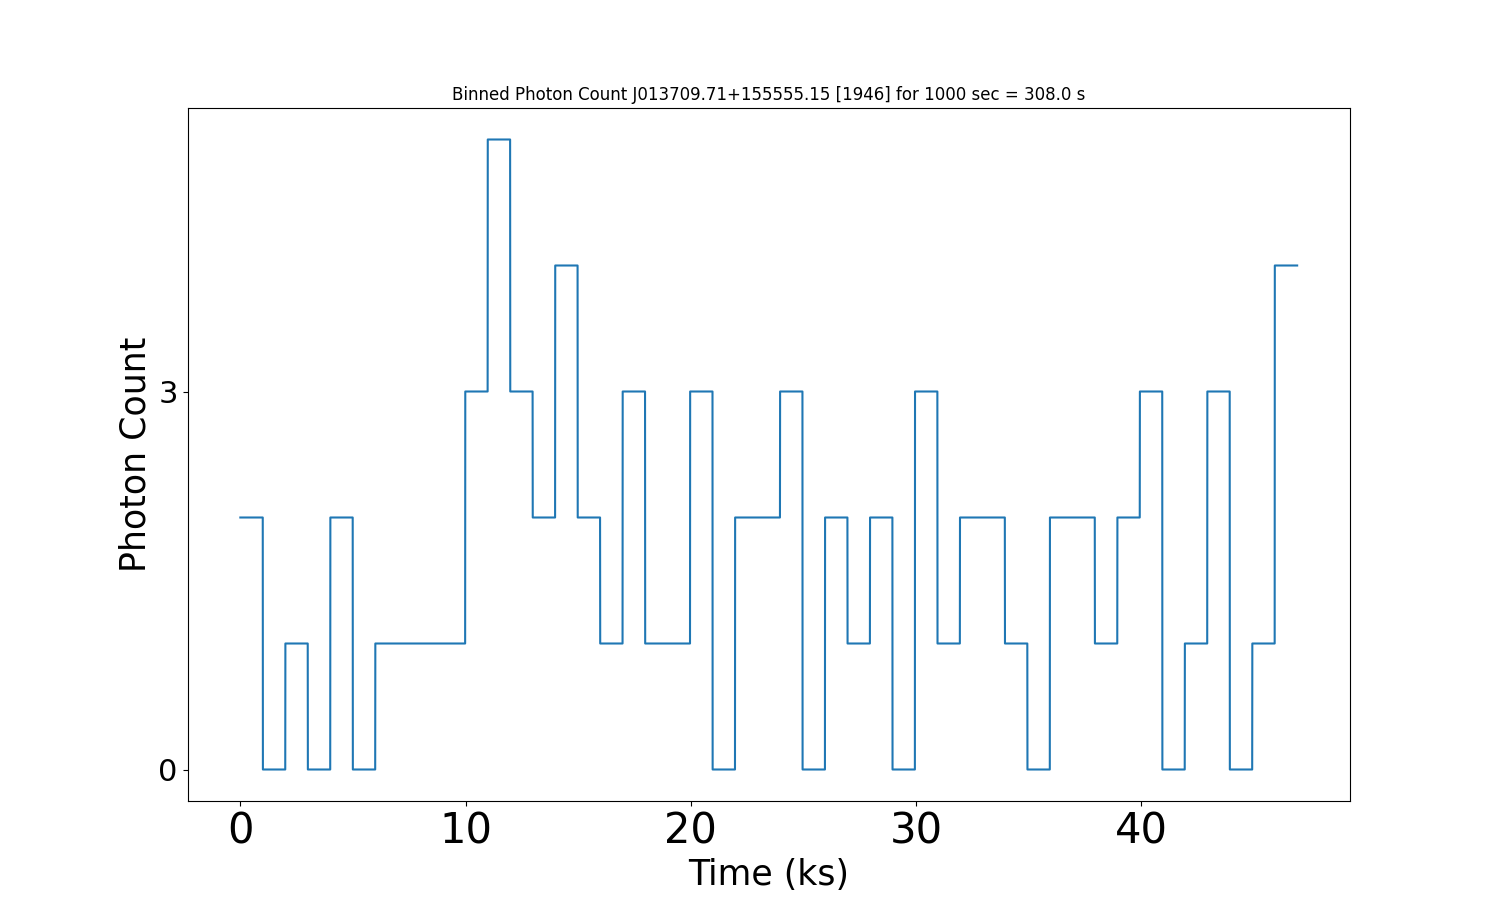 Binned Photon Count J013709.71+155555.15 [1946] for 1000 sec = 308.0 s
Photon Count
3
0
0 10 20 30 40
Time (ks)